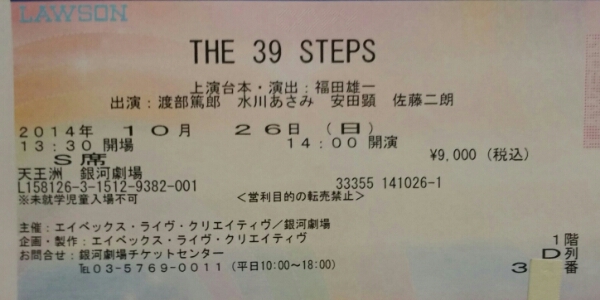 LAWSON
THE 39 STEPS
上演台本・演出：福田雄一
出演：渡部篤郎 水川あさみ 安田顕 佐藤二朗
2014年 10月 26日 （日）
13:30 開場 14:00 開演
S席 ¥9,000（税込）
天王洲 銀河劇場
L158126-3-1512-9382-001 33355 141026-1
※未就学児童入場不可 ＜営利目的の転売禁止＞
主催：エイベックス・ライヴ・クリエイティヴ／銀河劇場
企画・製作：エイベックス・ライヴ・クリエイティヴ
お問合せ：銀河劇場チケットセンター
TEL03-5769-0011（平日10:00〜18:00）
1階
D列
3 番